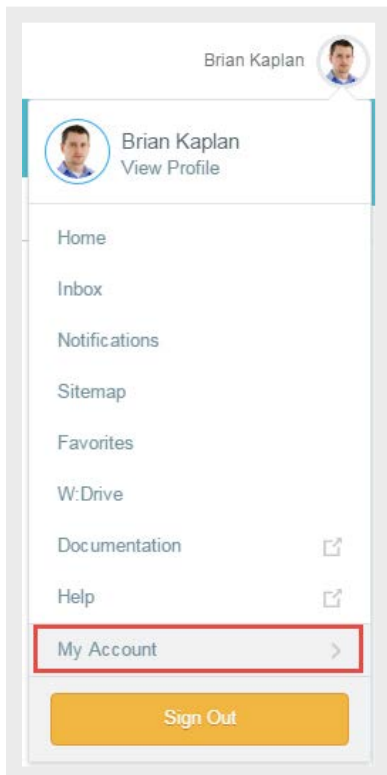 Brian Kaplan
Brian Kaplan
View Profile
Home
Inbox
Notifications
Sitemap
Favorites
W:Drive
Documentation
Help
My Account
Sign Out